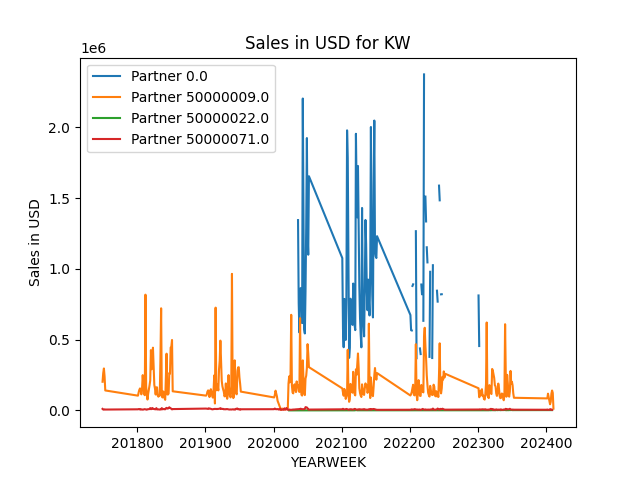 Sales in USD for KW
1e6
Partner 0.0
Partner 50000009.0
Partner 50000022.0
Partner 50000071.0
Sales in USD
2.0
1.5
1.0
0.5
0.0
201800 201900 202000 202100 202200 202300 202400
YEARWEEK